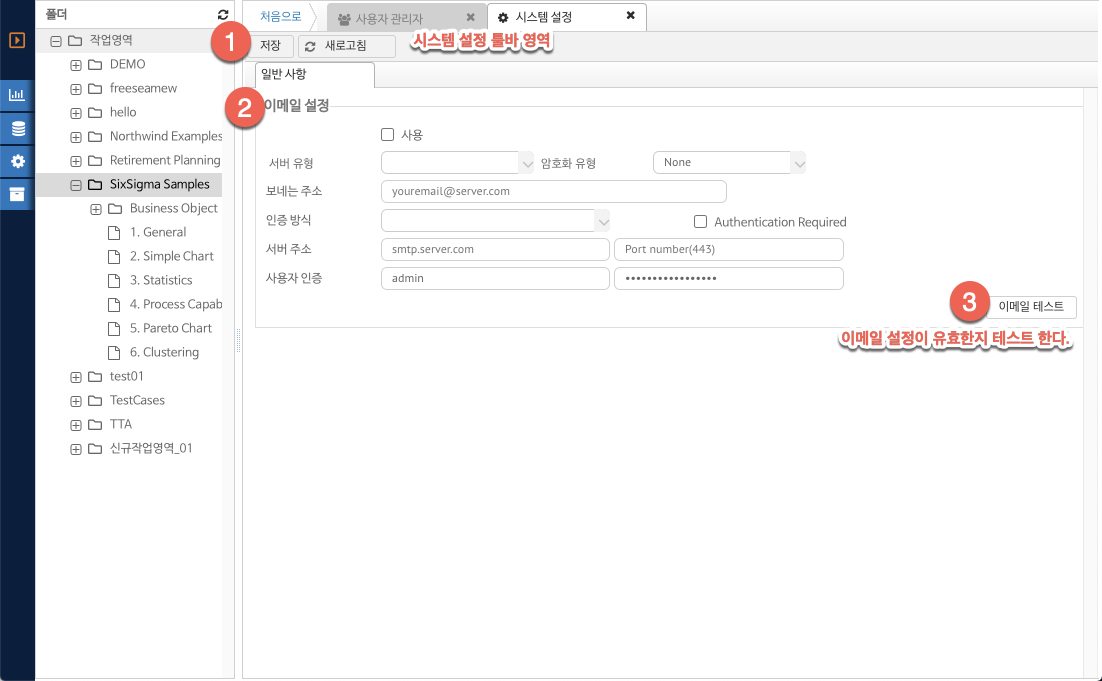 폴더
작업영역
DEMO
freeseamew
hello
Northwind Examples
Retirement Planning
SixSigma Samples
Business Object
1. General
2. Simple Chart
3. Statistics
4. Process Capab
5. Pareto Chart
6. Clustering
test01
TestCases
TTA
신규작업영역_01
처음으로 사용자 관리자 시스템 설정
1 저장 새로고침 시스템 설정 툴바 영역
일반 사항
2 이메일 설정
사용
서버 유형 암호화 유형 None
보네는 주소 youremail@server.com
인증 방식 Authentication Required
서버 주소 smtp.server.com Port number(443)
사용자 인증 admin •••••••••••••••••
3 이메일 테스트
이메일 설정이 유효한지 테스트 한다.